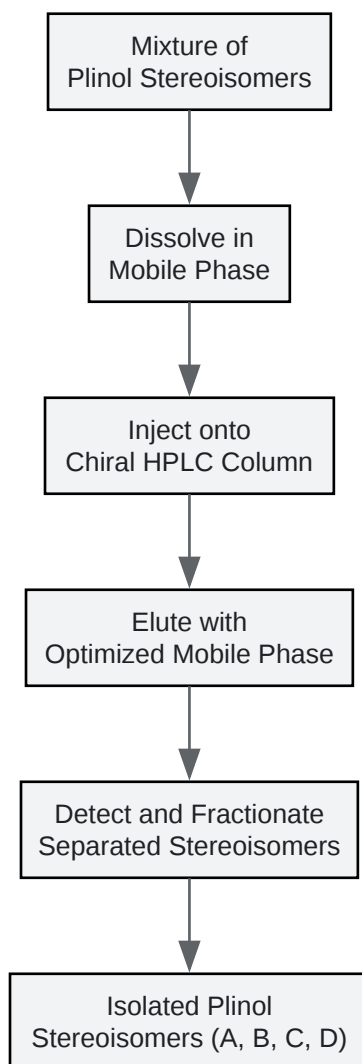 Mixture of
Plinol Stereoisomers
Dissolve in
Mobile Phase
Inject onto
Chiral HPLC Column
Elute with
Optimized Mobile Phase
Detect and Fractionate
Separated Stereoisomers
Isolated Plinol
Stereoisomers (A, B, C, D)